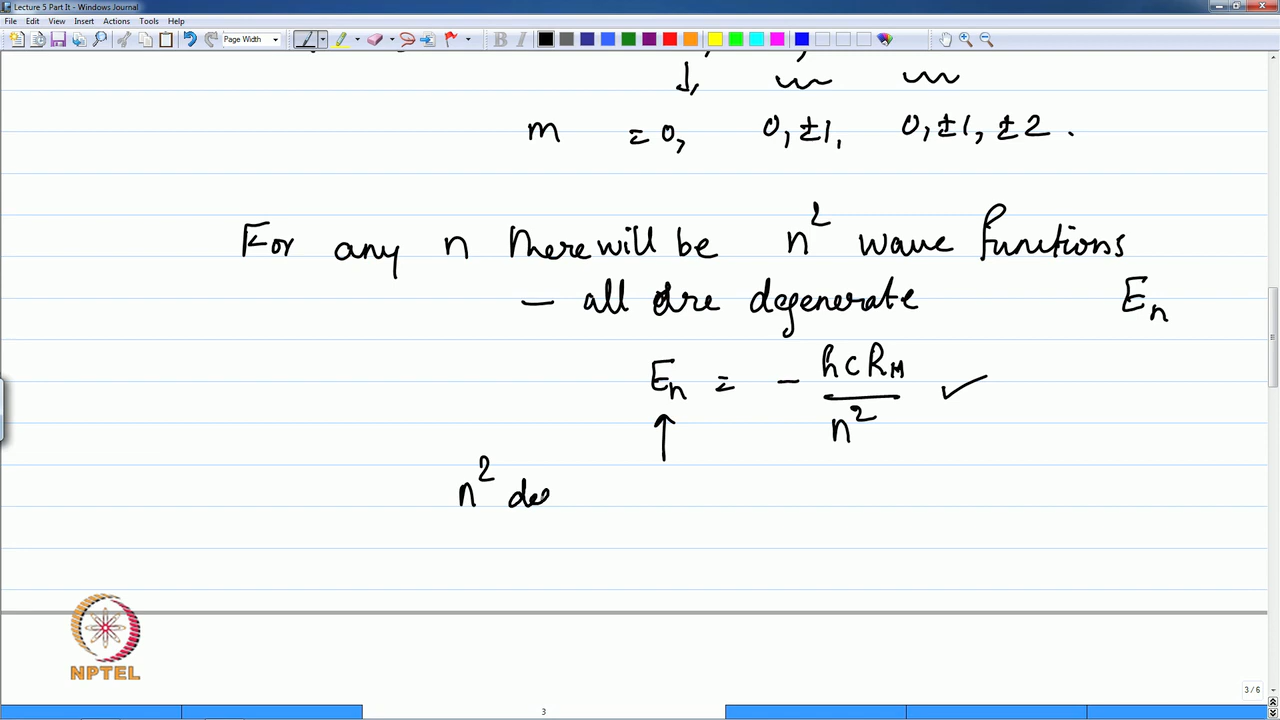 Lecture 5 Part II - Windows Journal
File Edit View Insert Actions Tools Help
Page Width
m = 0, 0, ±1, 0, ±1, ±2.
For any n there will be n² wave functions
— all are degenerate Eₙ
Eₙ = - hcR_H / n² ✓
n² de
NPTEL
3 / 6
3